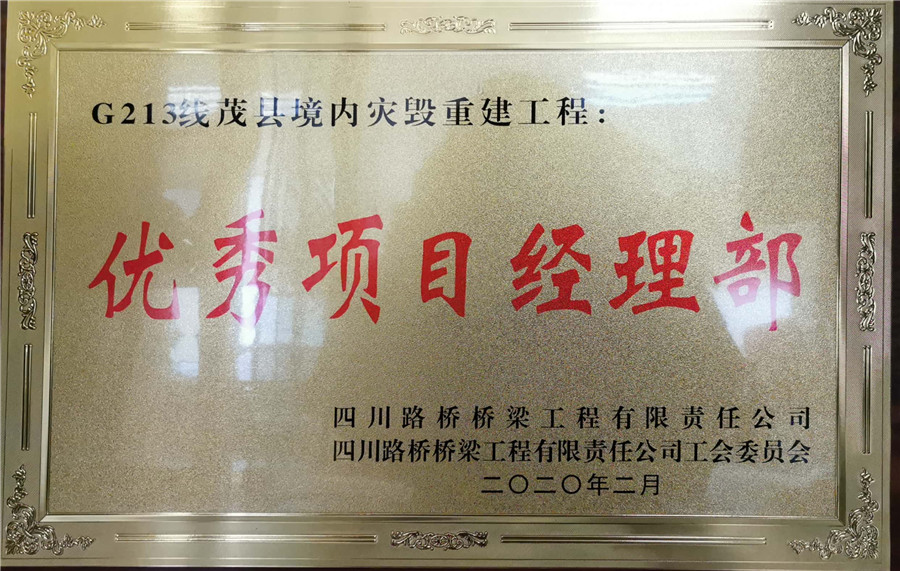 G213线茂县境内灾毁重建工程：
优秀项目经理部
四川路桥桥梁工程有限责任公司
四川路桥桥梁工程有限责任公司工会委员会
二〇二〇年二月